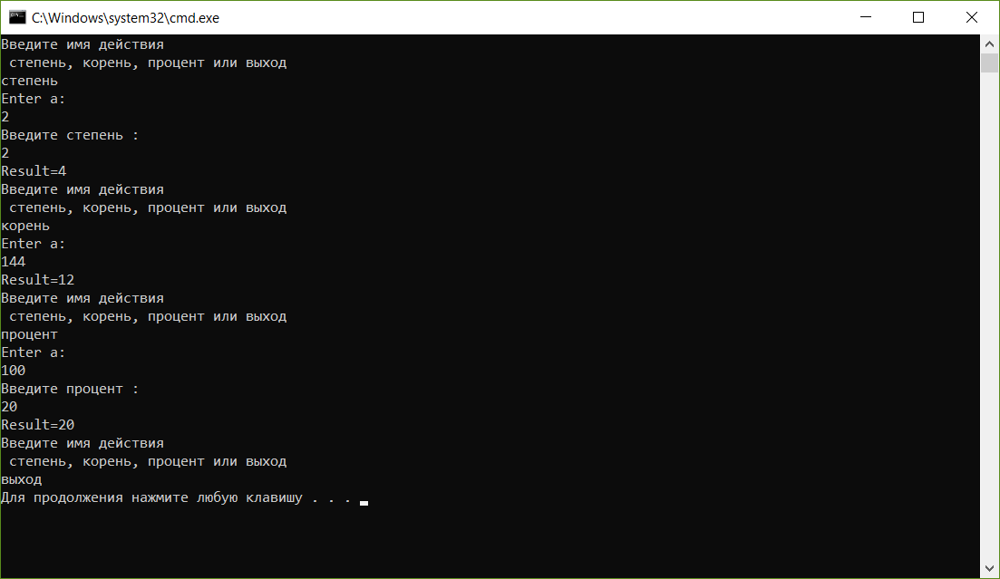 C:\Windows\system32\cmd.exe
Введите имя действия
 степень, корень, процент или выход
степень
Enter a:
2
Введите степень :
2
Result=4
Введите имя действия
 степень, корень, процент или выход
корень
Enter a:
144
Result=12
Введите имя действия
 степень, корень, процент или выход
процент
Enter a:
100
Введите процент :
20
Result=20
Введите имя действия
 степень, корень, процент или выход
выход
Для продолжения нажмите любую клавишу . . .